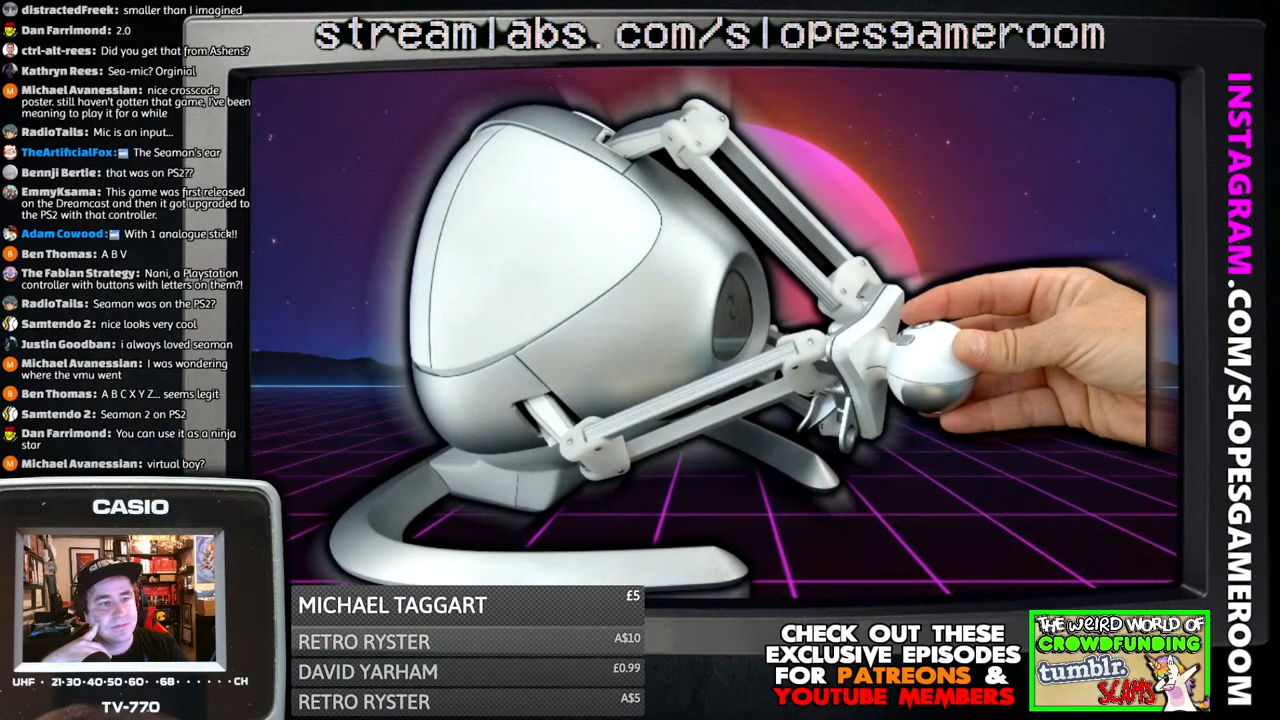 distractedFreek: smaller than I imagined
Dan Farrimond: 2.0
ctrl-alt-rees: Did you get that from Ashens?
Kathryn Rees: Sea-mic? Orginial
Michael Avanessian: nice crosscode
poster. still haven't gotten that game, I've been
meaning to play it for a while
RadioTails: Mic is an input...
TheArtificialFox: The Seaman's ear
Bennji Bertie: that was on PS2??
EmmyKsama: This game was first released
on the Dreamcast and then it got upgraded to
the PS2 with that controller.
Adam Cowood: With 1 analogue stick!!
Ben Thomas: A B V
The Fabian Strategy: Nani, a Playstation
controller with buttons with letters on them?!
RadioTails: Seaman was on the PS2?
Samtendo 2: nice looks very cool
Justin Goodban: i always loved seaman
Michael Avanessian: I was wondering
where the vmu went
Ben Thomas: A B C X Y Z... seems legit
Samtendo 2: Seaman 2 on PS2
Dan Farrimond: You can use it as a ninja
star
Michael Avanessian: virtual boy?
streamlabs.com/slopesgameroom
INSTAGRAM.COM/SLOPESGAMEROOM
CASIO
UHF · 21·30·40·50·60· ·68······CH
TV-770
MICHAEL TAGGART £5
RETRO RYSTER A$10
DAVID YARHAM £0.99
RETRO RYSTER A$5
CHECK OUT THESE
EXCLUSIVE EPISODES
FOR PATREONS &
YOUTUBE MEMBERS
THE WEIRD WORLD OF
CROWDFUNDING
tumblr.
SCAMS